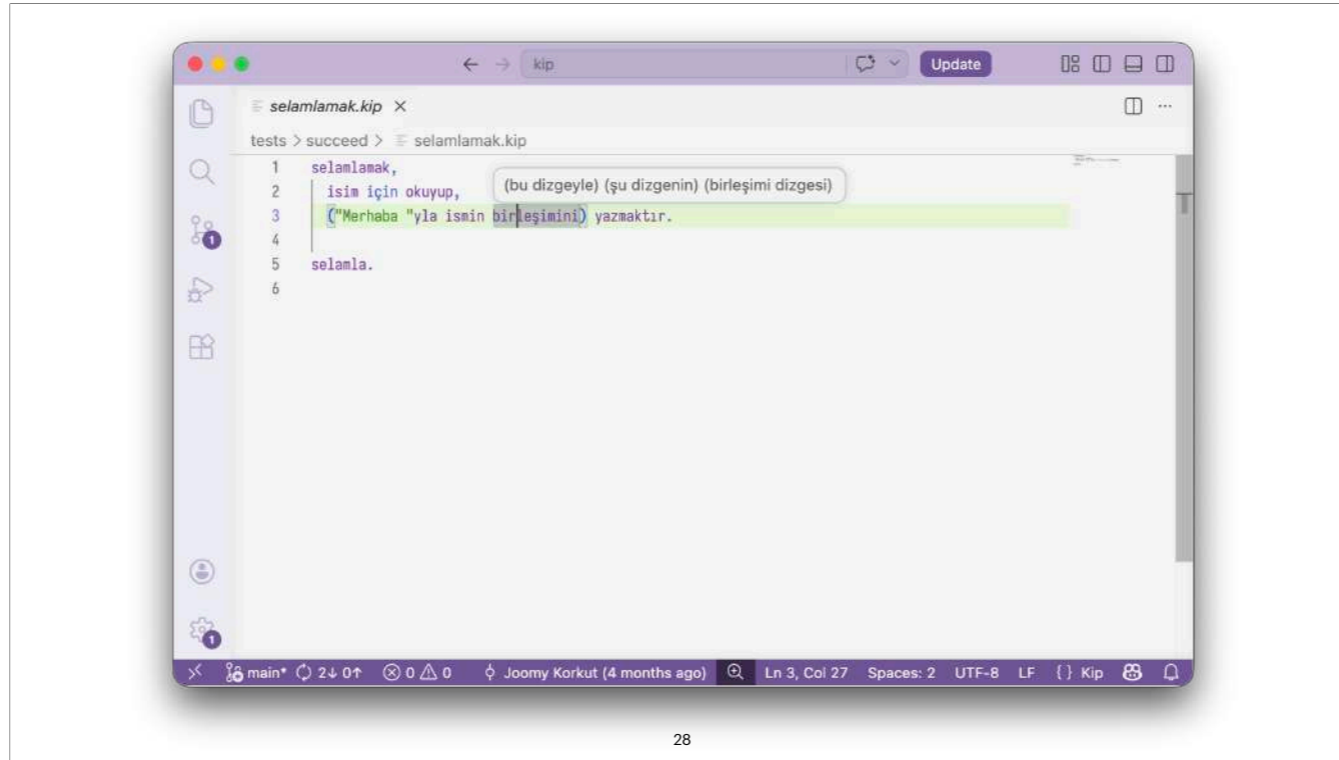 kip
Update
selamlamak.kip
tests > succeed > selamlamak.kip
1 selamlamak,
2 isim için okuyup,
(bu dizgeyle) (şu dizgenin) (birleşimi dizgesi)
3 ("Merhaba "yla ismin birleşimini) yazmaktır.
4
5 selamla.
6
1
1
main* 2↓ 0↑ 0 0 Joomy Korkut (4 months ago) Ln 3, Col 27 Spaces: 2 UTF-8 LF { } Kip
28